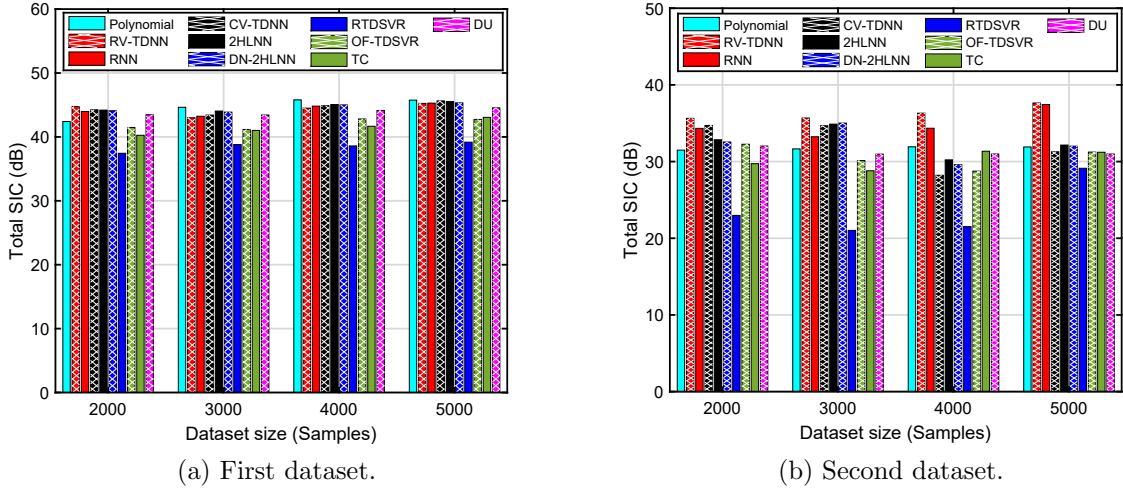 Polynomial CV-TDNN RTDSVR DU
RV-TDNN 2HLNN OF-TDSVR
RNN DN-2HLNN TC
60
50
40
30
20
10
0
Total SIC (dB)
2000 3000 4000 5000
Dataset size (Samples)
(a) First dataset.
Polynomial CV-TDNN RTDSVR DU
RV-TDNN 2HLNN OF-TDSVR
RNN DN-2HLNN TC
50
40
30
20
10
0
Total SIC (dB)
2000 3000 4000 5000
Dataset size (Samples)
(b) Second dataset.